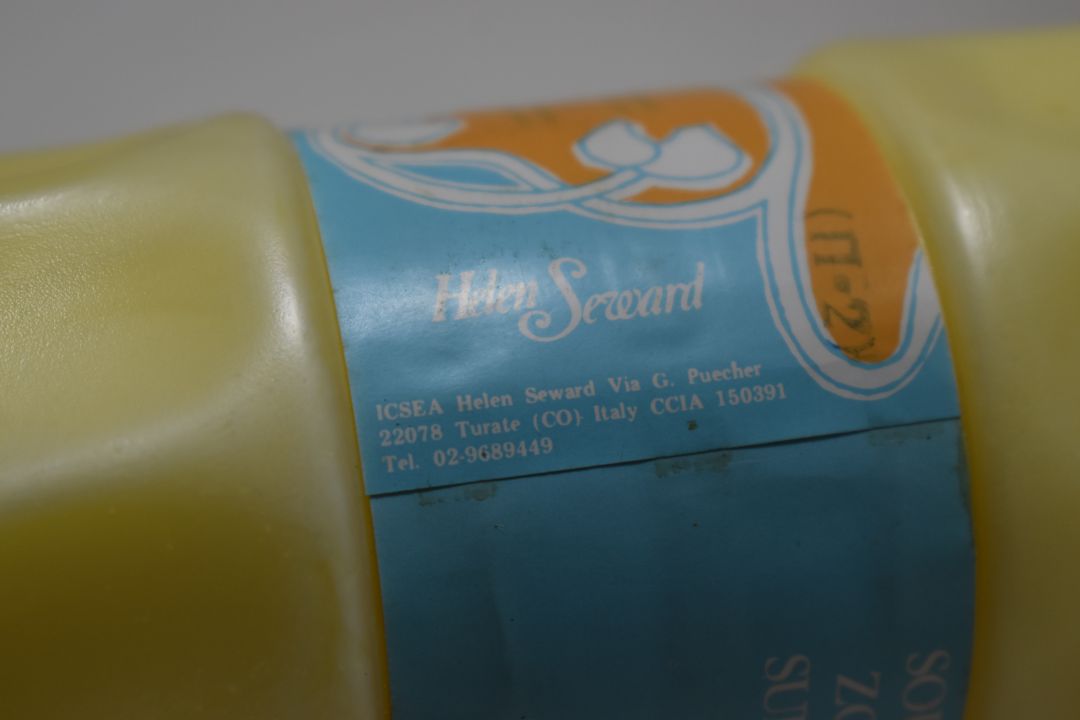 Helen Seward
ICSEA Helen Seward Via G. Puecher
22078 Turate (CO) Italy CCIA 150391
Tel. 02-9689449